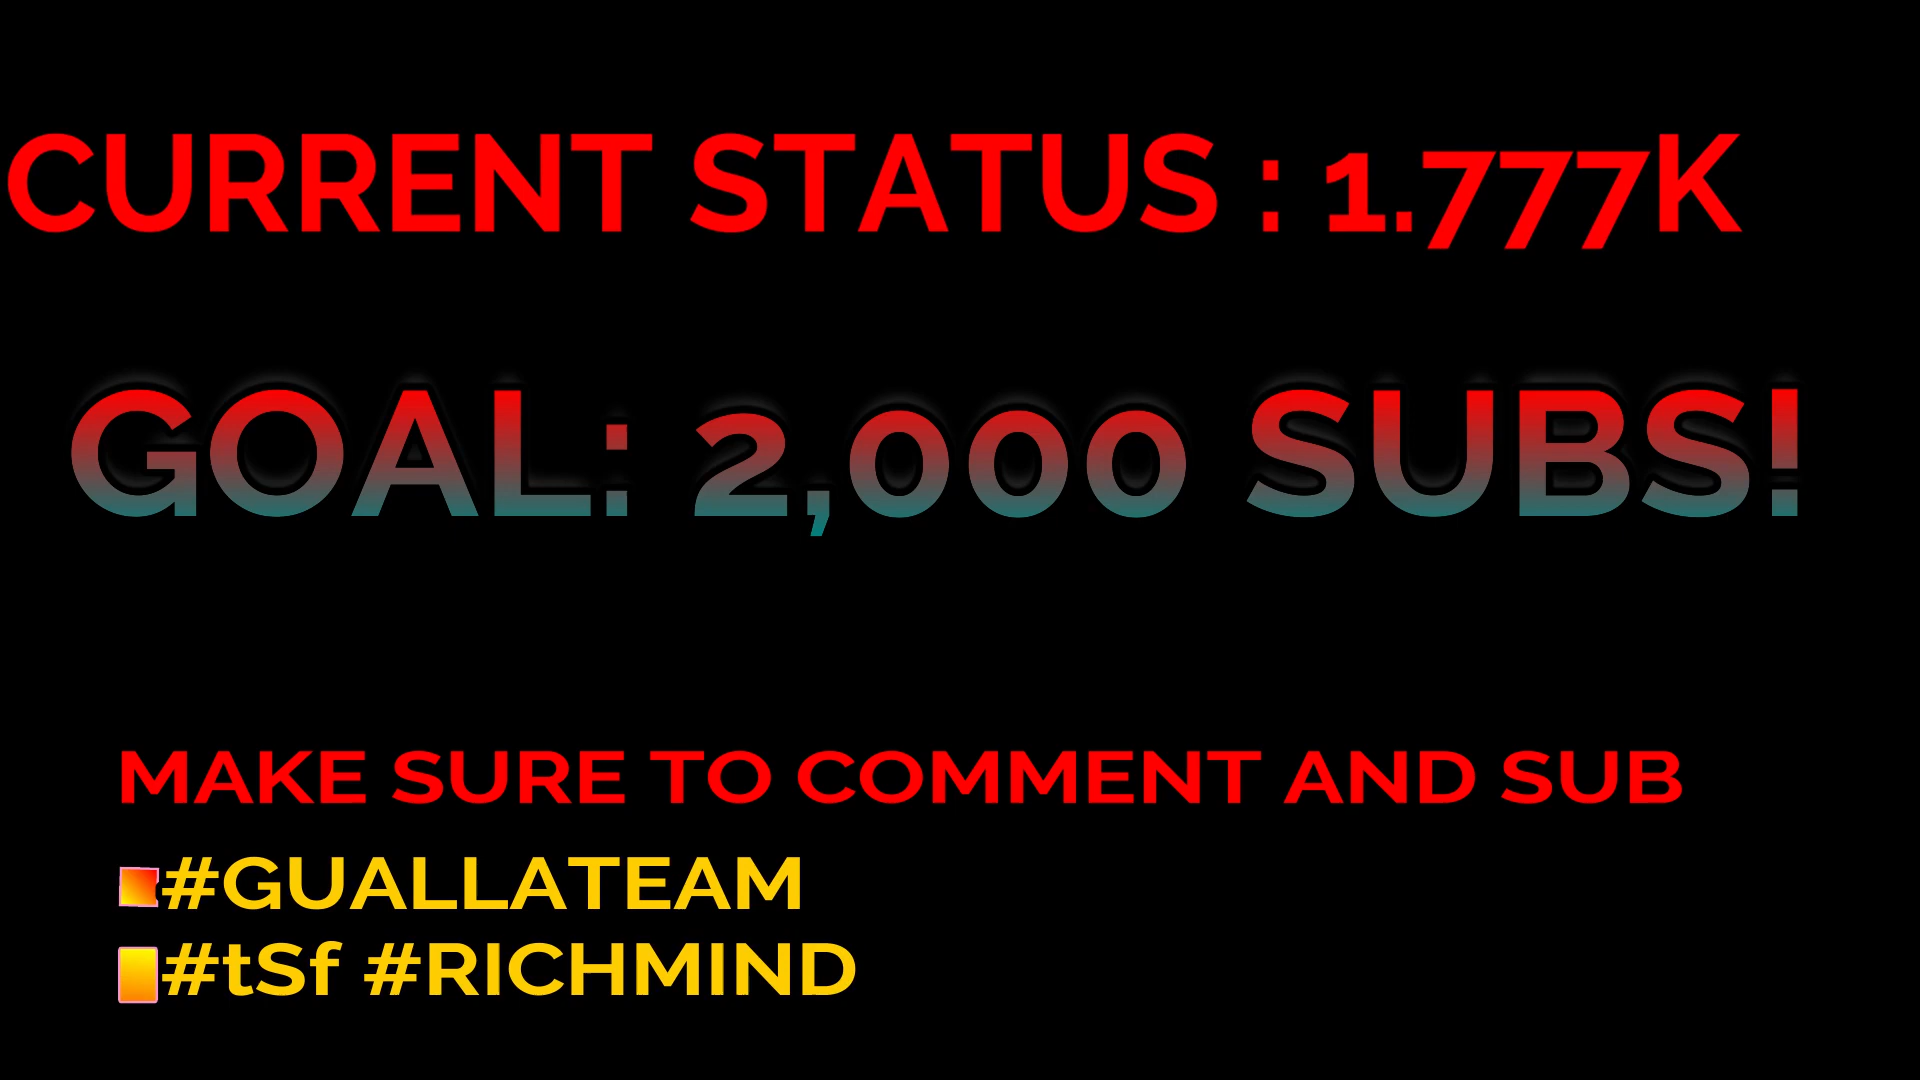 CURRENT STATUS : 1.777K
GOAL: 2,000 SUBS!
MAKE SURE TO COMMENT AND SUB
#GUALLATEAM
#tSf #RICHMIND